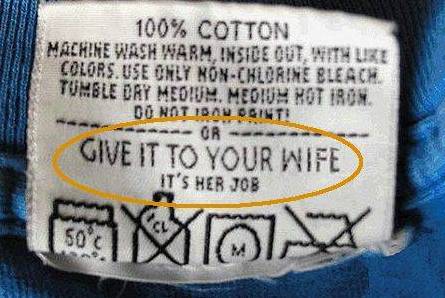 100% COTTON
MACHINE WASH WARM, INSIDE OUT, WITH LIKE
COLORS. USE ONLY NON-CHLORINE BLEACH.
TUMBLE DRY MEDIUM. MEDIUM HOT IRON.
DO NOT IRON PRINT!
OR
GIVE IT TO YOUR WIFE
IT'S HER JOB
50°C CL M